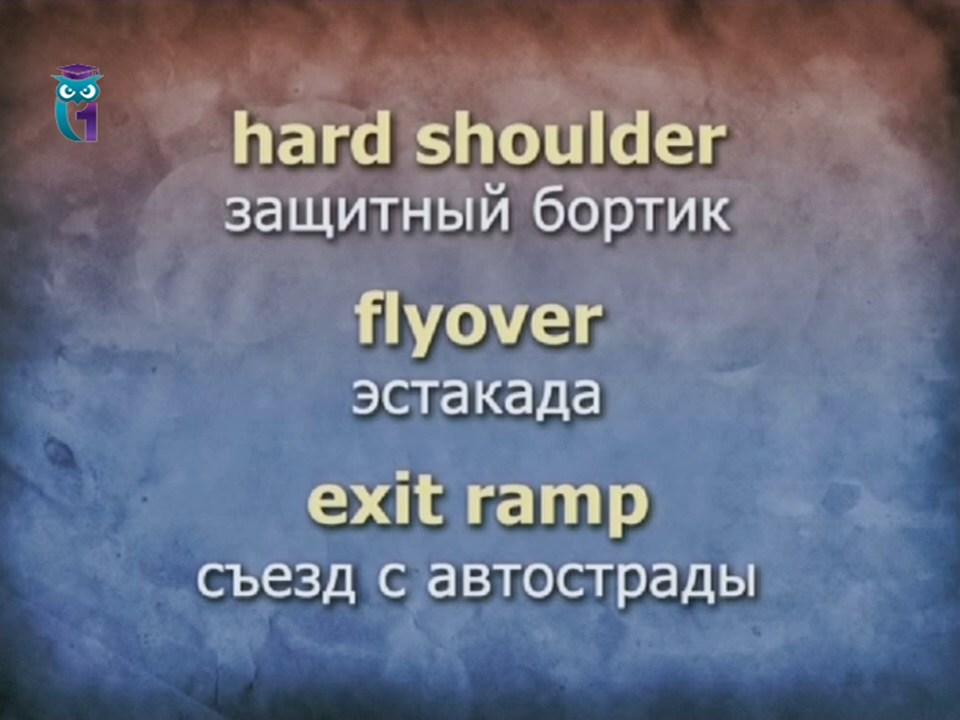 hard shoulder
защитный бортик
flyover
эстакада
exit ramp
съезд с автострады